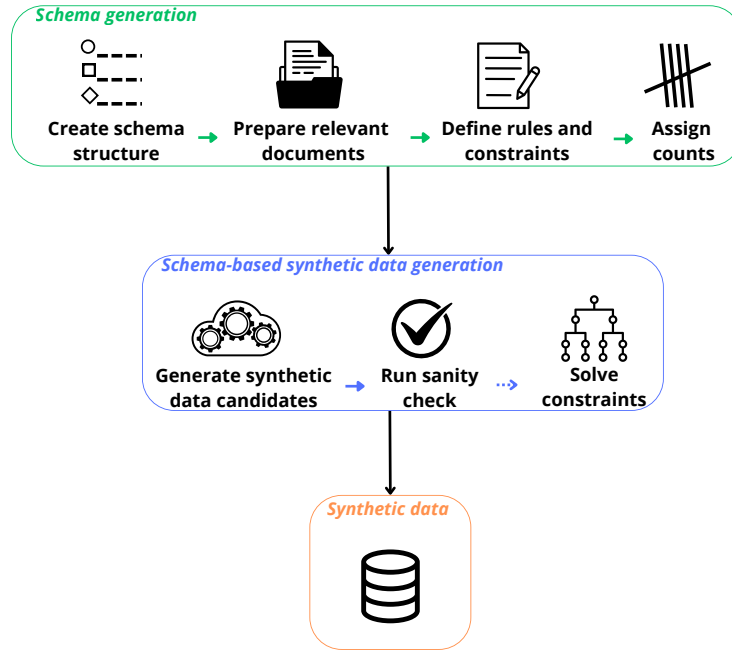 Schema generation
Create schema
structure
Prepare relevant
documents
Define rules and
constraints
Assign
counts
Schema-based synthetic data generation
Generate synthetic
data candidates
Run sanity
check
Solve
constraints
Synthetic data